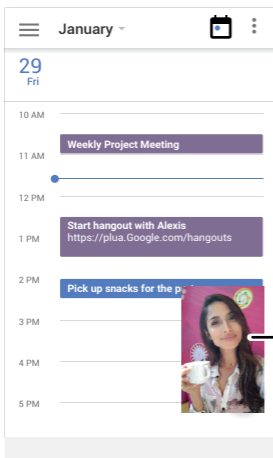 January
29
Fri
10 AM
Weekly Project Meeting
11 AM
12 PM
Start hangout with Alexis
https://plua.Google.com/hangouts
1 PM
2 PM
Pick up snacks for the
3 PM
4 PM
5 PM